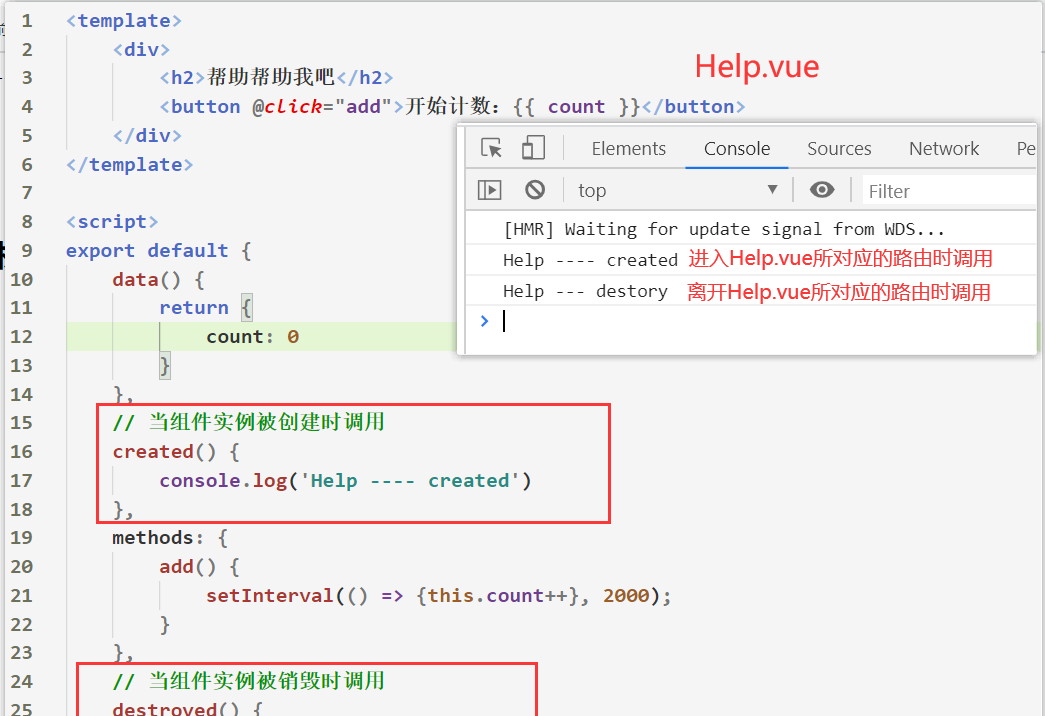 1 <template>
2 <div>
3 <h2>帮助帮助我吧</h2>
Help.vue
4 <button @click="add">开始计数: {{ count }}</button>
5 </div>
6 </template>
7
8 <script>
9 export default {
10 data() {
11 return {
12 count: 0
13 }
14 },
15 // 当组件实例被创建时调用
16 created() {
17 console.log('Help ---- created')
18 },
19 methods: {
20 add() {
21 setInterval(() => {this.count++}, 2000);
22 }
23 },
24 // 当组件实例被销毁时调用
25 destroyed() {
Elements Console Sources Network Pe
top Filter
[HMR] Waiting for update signal from WDS...
Help ---- created 进入Help.vue所对应的路由时调用
Help --- destory 离开Help.vue所对应的路由时调用
>